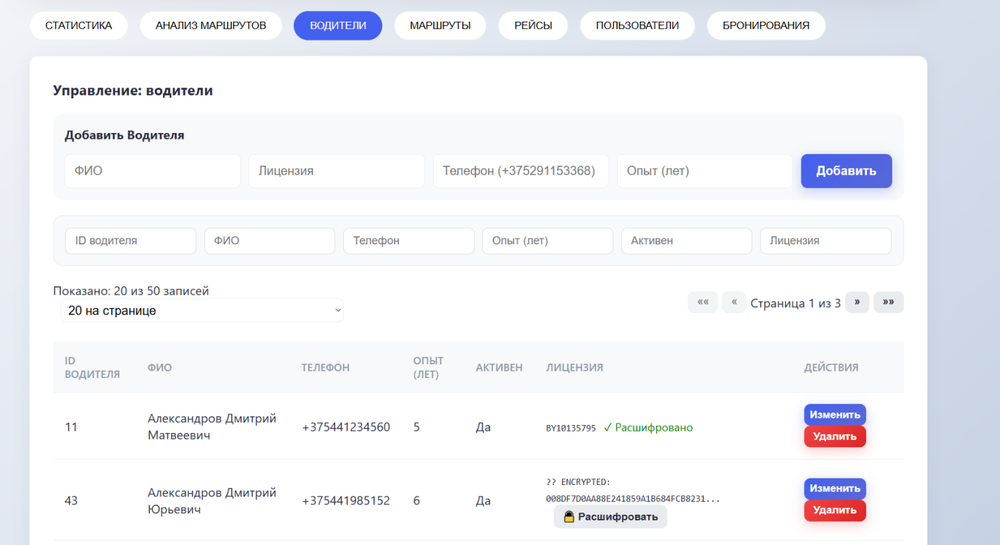 СТАТИСТИКА АНАЛИЗ МАРШРУТОВ ВОДИТЕЛИ МАРШРУТЫ РЕЙСЫ ПОЛЬЗОВАТЕЛИ БРОНИРОВАНИЯ
Управление: водители
Добавить Водителя
ФИО Лицензия Телефон (+375291153368) Опыт (лет) Добавить
ID водителя ФИО Телефон Опыт (лет) Активен Лицензия
Показано: 20 из 50 записей
20 на странице
«« « Страница 1 из 3 » »»
ID ВОДИТЕЛЯ ФИО ТЕЛЕФОН ОПЫТ (ЛЕТ) АКТИВЕН ЛИЦЕНЗИЯ ДЕЙСТВИЯ
11 Александров Дмитрий Матвеевич +375441234560 5 Да BY10135795 ✓ Расшифровано Изменить
Удалить
43 Александров Дмитрий Юрьевич +375441985152 6 Да ?? ENCRYPTED:
008DF7D0AA88E241859A1B684FCB8231...
Расшифровать
Изменить
Удалить